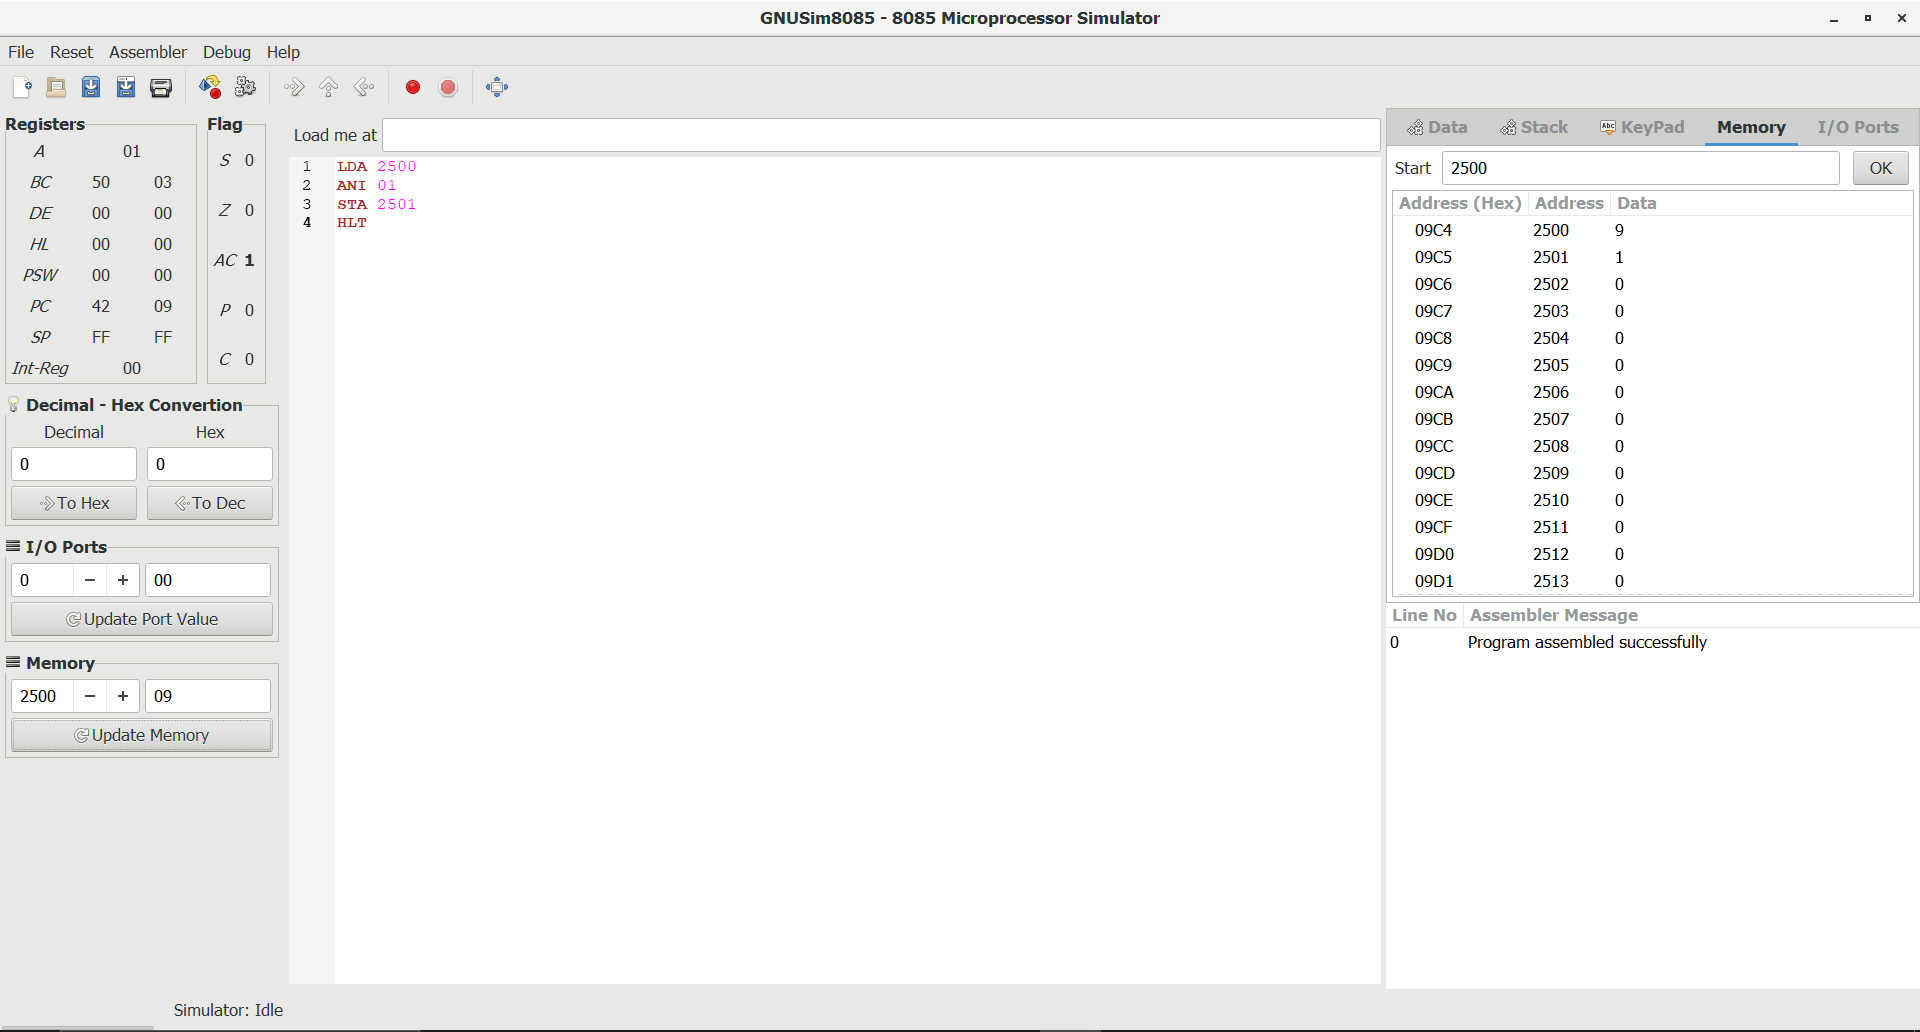 GNUSim8085 - 8085 Microprocessor Simulator
File Reset Assembler Debug Help
Registers
A 01
BC 50 03
DE 00 00
HL 00 00
PSW 00 00
PC 42 09
SP FF FF
Int-Reg 00
Flag
S 0
Z 0
AC 1
P 0
C 0
Decimal - Hex Convertion
Decimal Hex
0 0
To Hex To Dec
I/O Ports
0 − + 00
Update Port Value
Memory
2500 − + 09
Update Memory
Load me at
1 LDA 2500
2 ANI 01
3 STA 2501
4 HLT
Data Stack Abc KeyPad Memory I/O Ports
Start 2500 OK
Address (Hex) Address Data
09C4 2500 9
09C5 2501 1
09C6 2502 0
09C7 2503 0
09C8 2504 0
09C9 2505 0
09CA 2506 0
09CB 2507 0
09CC 2508 0
09CD 2509 0
09CE 2510 0
09CF 2511 0
09D0 2512 0
09D1 2513 0
Line No Assembler Message
0 Program assembled successfully
Simulator: Idle